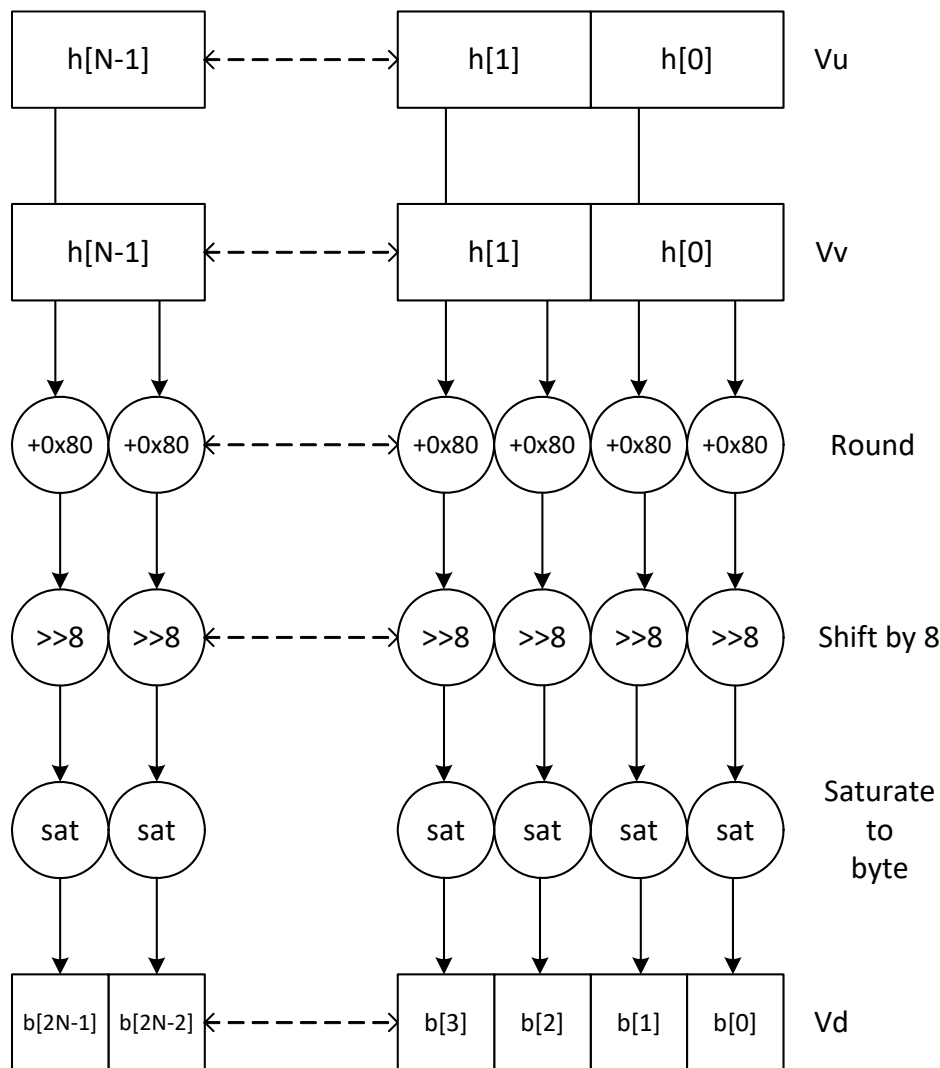 h[N-1] h[1] h[0] Vu
h[N-1] h[1] h[0] Vv
+0x80 +0x80 +0x80 +0x80 +0x80 +0x80 Round
>>8 >>8 >>8 >>8 >>8 >>8 Shift by 8
Saturate
sat sat sat sat sat sat to
byte
b[2N-1] b[2N-2] b[3] b[2] b[1] b[0] Vd